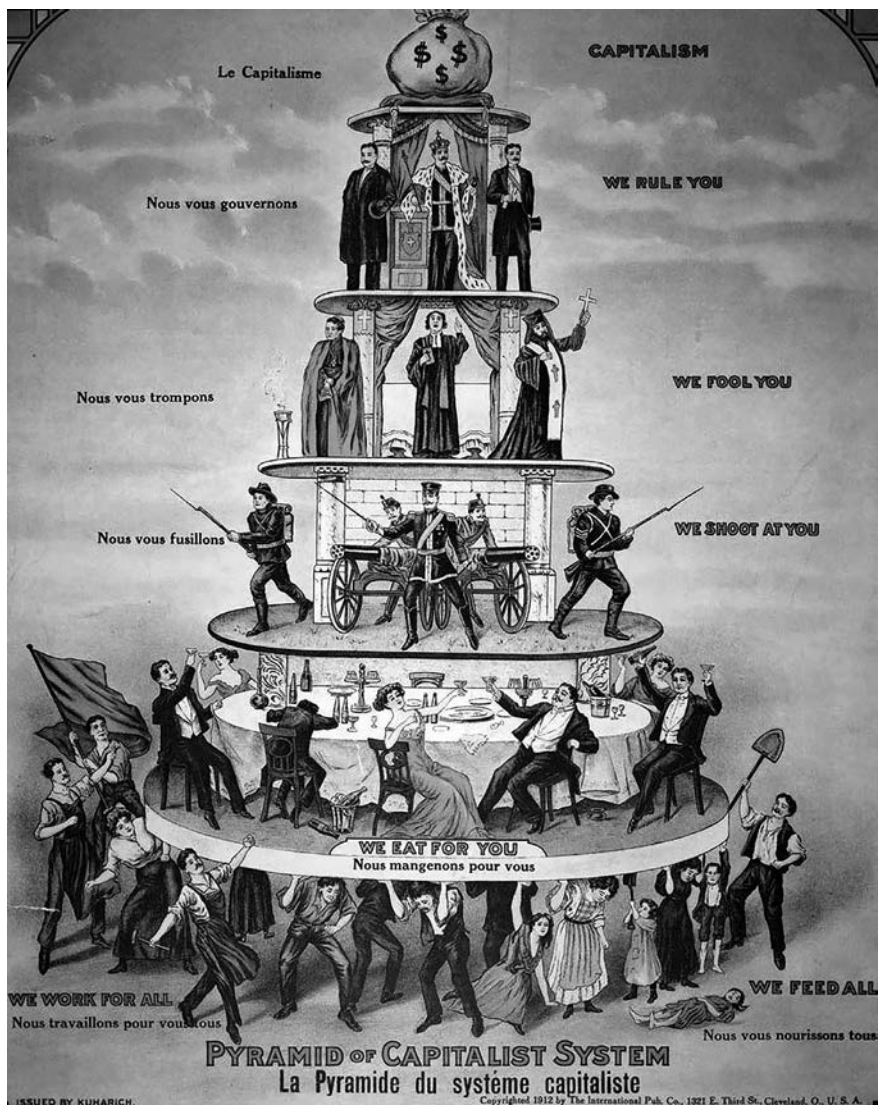 $ $ $ $
Le Capitalisme
CAPITALISM
Nous vous gouvernons
WE RULE YOU
Nous vous trompons
WE FOOL YOU
Nous vous fusillons
WE SHOOT AT YOU
WE EAT FOR YOU
Nous mangenons pour vous
WE WORK FOR ALL
Nous travaillons pour vous tous
WE FEED ALL
Nous vous nourissons tous
PYRAMID OF CAPITALIST SYSTEM
La Pyramide du systéme capitaliste
ISSUED BY KUHARICH.
Copyrighted 1912 by The International Pub. Co., 1321 E. Third St., Cleveland, O., U. S. A.